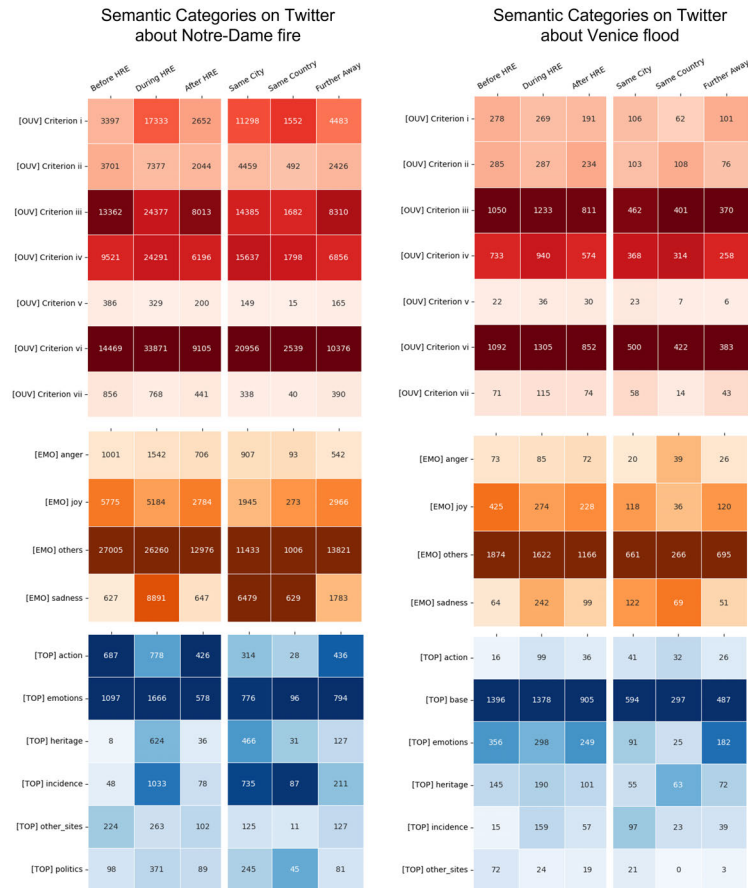 Semantic Categories on Twitter
about Notre-Dame fire
Before HRE During HRE After HRE Same City Same Country Further Away
[OUV] Criterion i 3397 17333 2652 11298 1552 4483
[OUV] Criterion ii 3701 7377 2044 4459 492 2426
[OUV] Criterion iii 13362 24377 8013 14385 1682 8310
[OUV] Criterion iv 9521 24291 6196 15637 1798 6856
[OUV] Criterion v 386 329 200 149 15 165
[OUV] Criterion vi 14469 33871 9105 20956 2539 10376
[OUV] Criterion vii 856 768 441 338 40 390
[EMO] anger 1001 1542 706 907 93 542
[EMO] joy 5775 5184 2784 1945 273 2966
[EMO] others 27005 26260 12976 11433 1006 13821
[EMO] sadness 627 8891 647 6479 629 1783
[TOP] action 687 778 426 314 28 436
[TOP] emotions 1097 1666 578 776 96 794
[TOP] heritage 8 624 36 466 31 127
[TOP] incidence 48 1033 78 735 87 211
[TOP] other_sites 224 263 102 125 11 127
[TOP] politics 98 371 89 245 45 81
Semantic Categories on Twitter
about Venice flood
Before HRE During HRE After HRE Same City Same Country Further Away
[OUV] Criterion i 278 269 191 106 62 101
[OUV] Criterion ii 285 287 234 103 108 76
[OUV] Criterion iii 1050 1233 811 462 401 370
[OUV] Criterion iv 733 940 574 368 314 258
[OUV] Criterion v 22 36 30 23 7 6
[OUV] Criterion vi 1092 1305 852 500 422 383
[OUV] Criterion vii 71 115 74 58 14 43
[EMO] anger 73 85 72 20 39 26
[EMO] joy 425 274 228 118 36 120
[EMO] others 1874 1622 1166 661 266 695
[EMO] sadness 64 242 99 122 69 51
[TOP] action 16 99 36 41 32 26
[TOP] base 1396 1378 905 594 297 487
[TOP] emotions 356 298 249 91 25 182
[TOP] heritage 145 190 101 55 63 72
[TOP] incidence 15 159 57 97 23 39
[TOP] other_sites 72 24 19 21 0 3